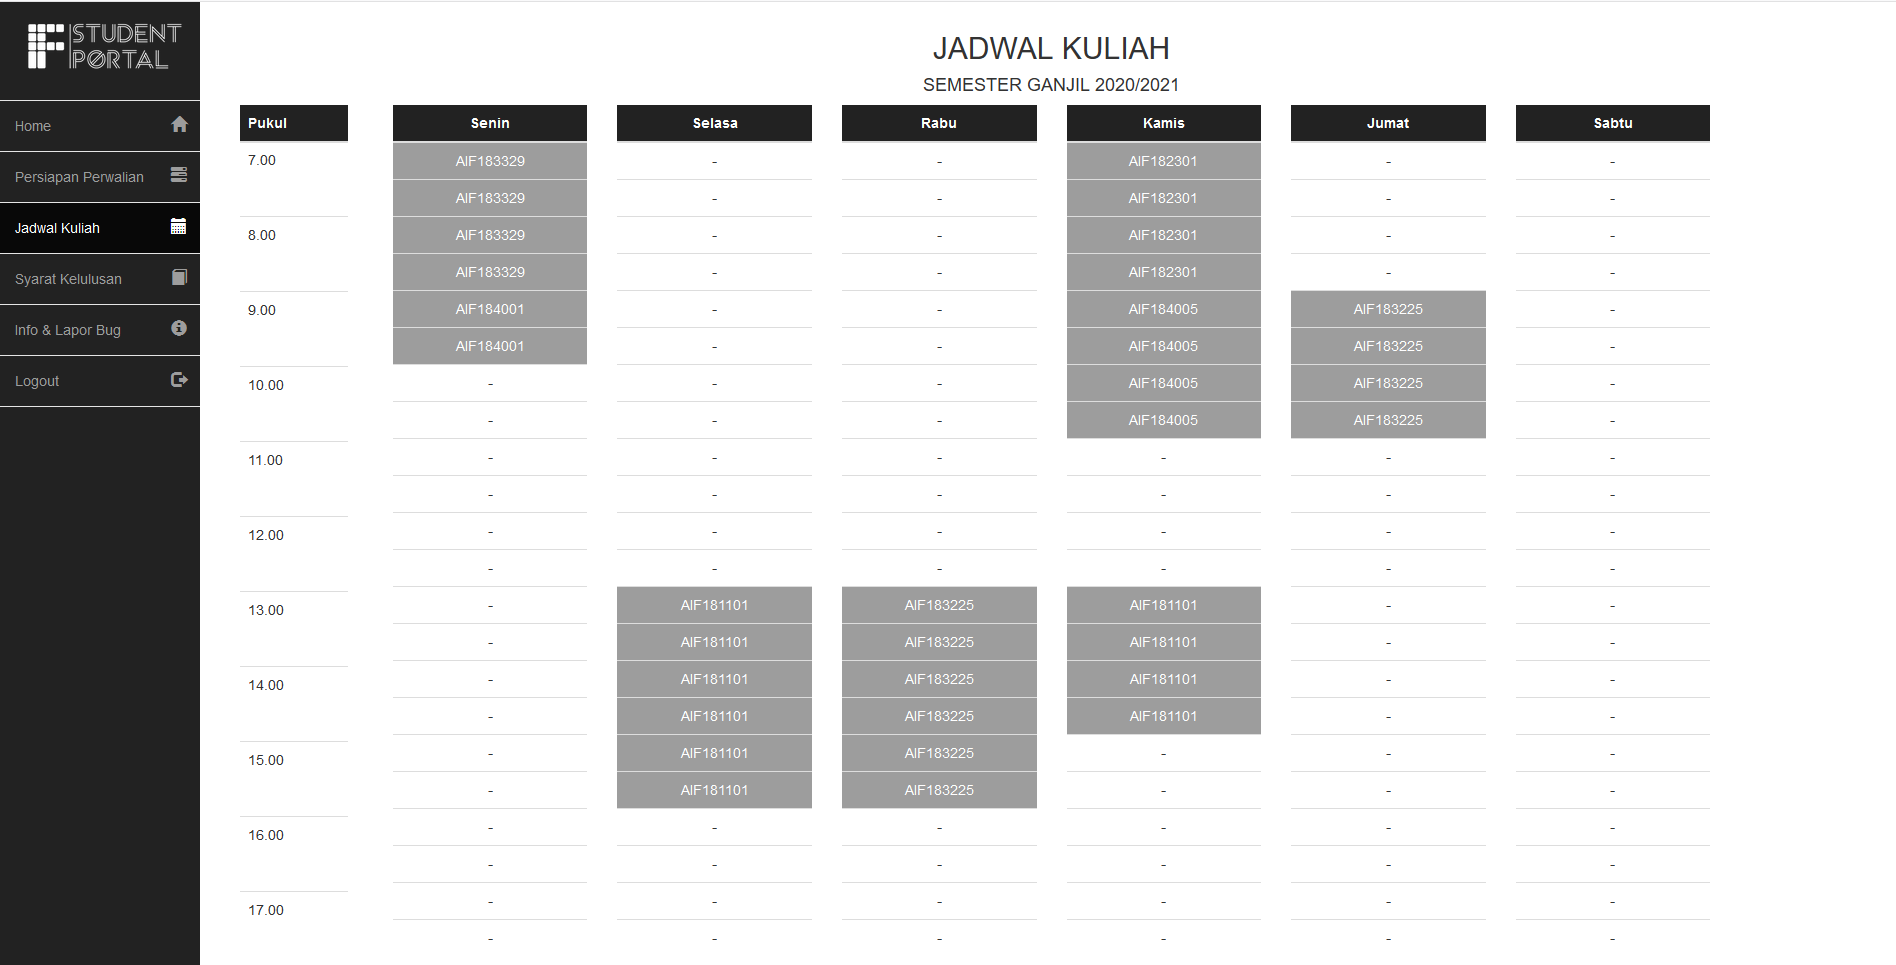 STUDENT
PORTAL
Home
Persiapan Perwalian
Jadwal Kuliah
Syarat Kelulusan
Info & Lapor Bug
Logout
JADWAL KULIAH
SEMESTER GANJIL 2020/2021
Pukul Senin Selasa Rabu Kamis Jumat Sabtu
7.00 AIF183329 - - AIF182301 - -
AIF183329 - - AIF182301 - -
8.00 AIF183329 - - AIF182301 - -
AIF183329 - - AIF182301 - -
9.00 AIF184001 - - AIF184005 AIF183225 -
AIF184001 - - AIF184005 AIF183225 -
10.00 - - - AIF184005 AIF183225 -
- - - AIF184005 AIF183225 -
11.00 - - - - - -
- - - - - -
12.00 - - - - - -
- - - - - -
13.00 - AIF181101 AIF183225 AIF181101 - -
- AIF181101 AIF183225 AIF181101 - -
14.00 - AIF181101 AIF183225 AIF181101 - -
- AIF181101 AIF183225 AIF181101 - -
15.00 - AIF181101 AIF183225 - - -
- AIF181101 AIF183225 - - -
16.00 - - - - - -
- - - - - -
17.00 - - - - - -
- - - - - -